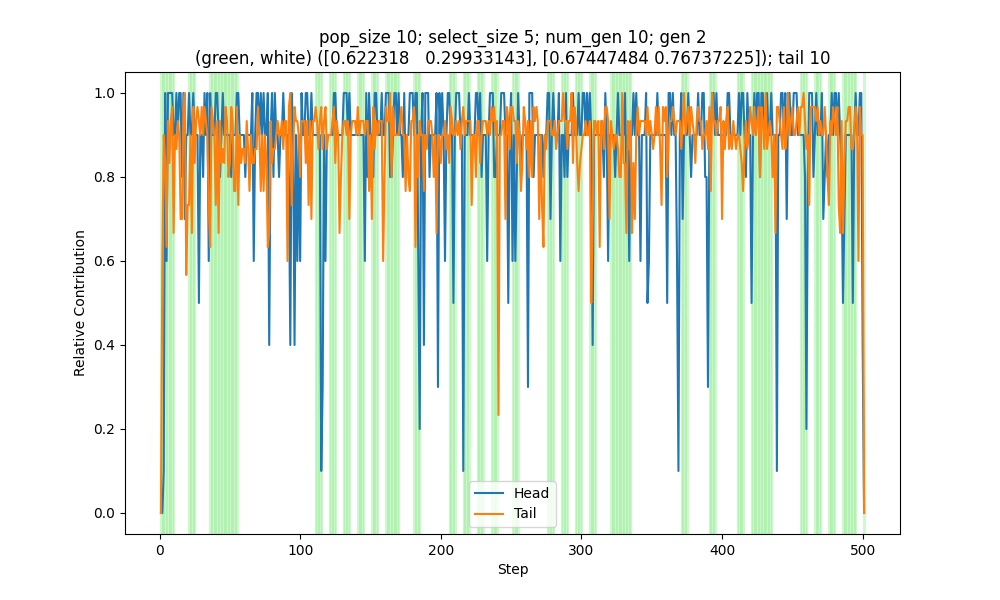 pop_size 10; select_size 5; num_gen 10; gen 2
(green, white) ([0.622318   0.29933143], [0.67447484 0.76737225]); tail 10
1.0
0.8
0.6
0.4
0.2
0.0
Relative Contribution
Head
Tail
0 100 200 300 400 500
Step